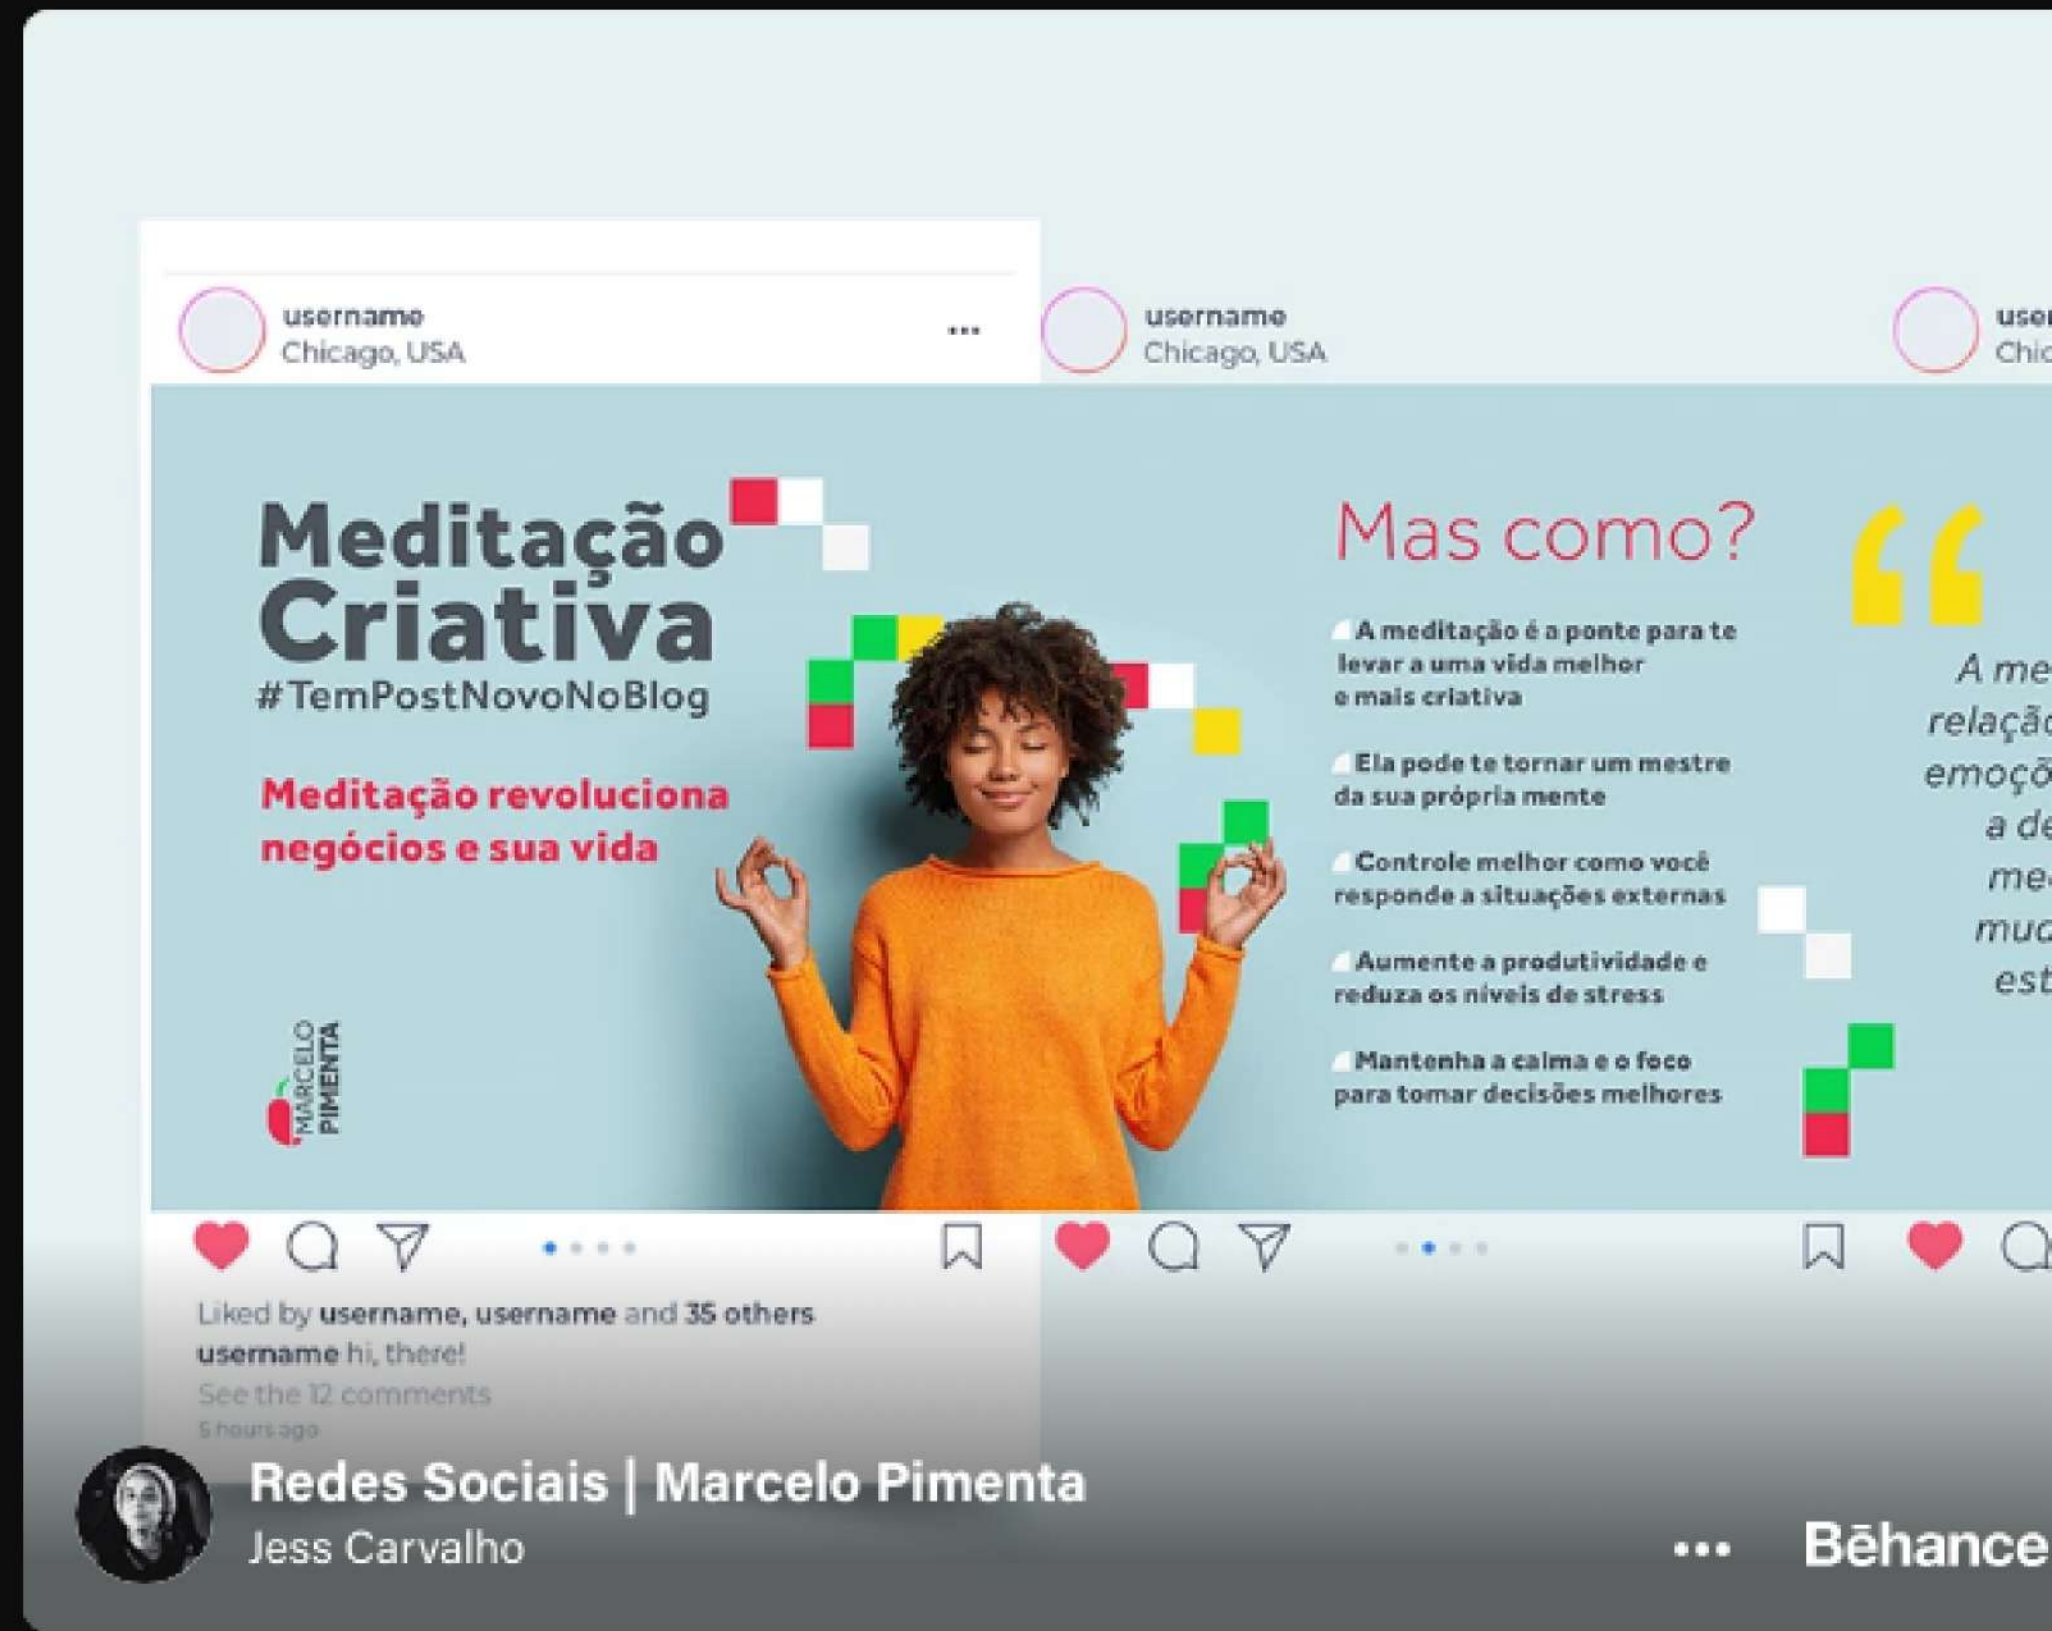 username
Chicago, USA
Meditação
Criativa
#TemPostNovoNoBlog
Meditação revoluciona
negócios e sua vida
MARCELO
PIMENTA
Liked by username, username and 35 others
username hi, there!
See the 12 comments
5 hours ago
username
Chicago, USA
Mas como?
A meditação é a ponte para te
levar a uma vida melhor
e mais criativa
Ela pode te tornar um mestre
da sua própria mente
Controle melhor como você
responde a situações externas
Aumente a produtividade e
reduza os níveis de stress
Mantenha a calma e o foco
para tomar decisões melhores
“
A
a
Redes Sociais | Marcelo Pimenta
Jess Carvalho
Bēhance